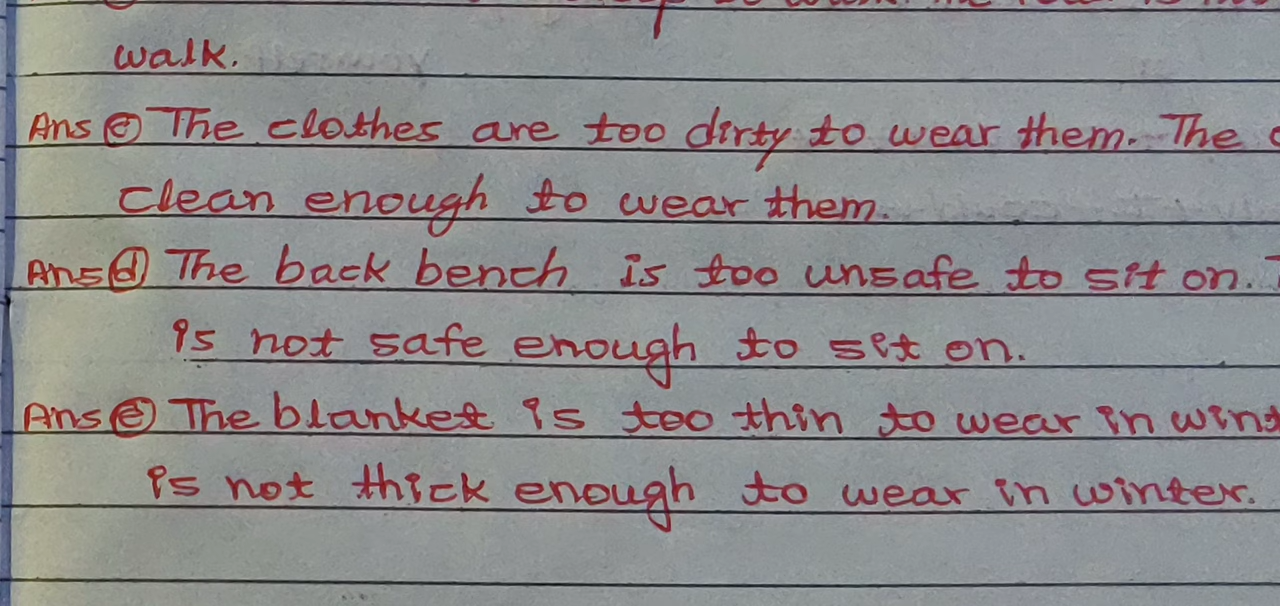 walk.
Ans (c) The clothes are too dirty to wear them. The
clean enough to wear them.
Ans (d) The back bench is too unsafe to sit on.
is not safe enough to sit on.
Ans (e) The blanket is too thin to wear in
is not thick enough to wear in winter.